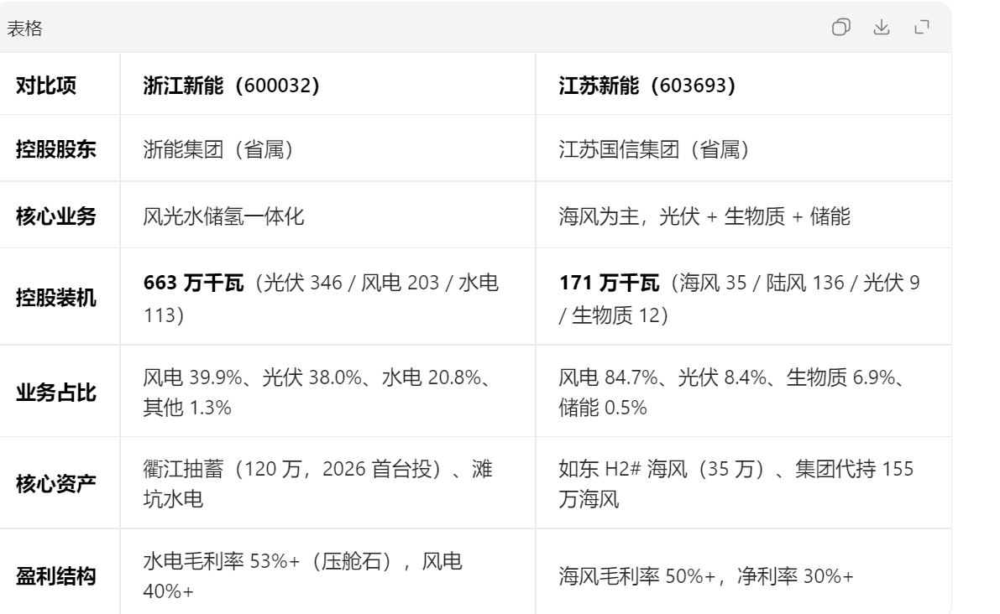 表格
对比项 浙江新能（600032） 江苏新能（603693）
控股股东 浙能集团（省属） 江苏国信集团（省属）
核心业务 风光水储氢一体化 海风为主，光伏 + 生物质 + 储能
控股装机 663 万千瓦（光伏 346 / 风电 203 / 水电 171 万千瓦（海风 35 / 陆风 136 / 光伏 9
113） / 生物质 12）
业务占比 风电 39.9%、光伏 38.0%、水电 20.8%、 风电 84.7%、光伏 8.4%、生物质 6.9%、
其他 1.3% 储能 0.5%
核心资产 衢江抽蓄（120 万，2026 首台投）、滩 如东 H2# 海风（35 万）、集团代持 155
坑水电 万海风
盈利结构 水电毛利率 53%+（压舱石），风电 海风毛利率 50%+，净利率 30%+
40%+